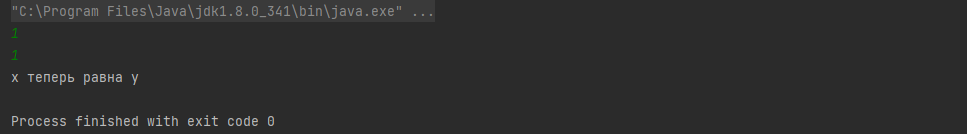 "C:\Program Files\Java\jdk1.8.0_341\bin\java.exe" ...
1
1
х теперь равна у
Process finished with exit code 0